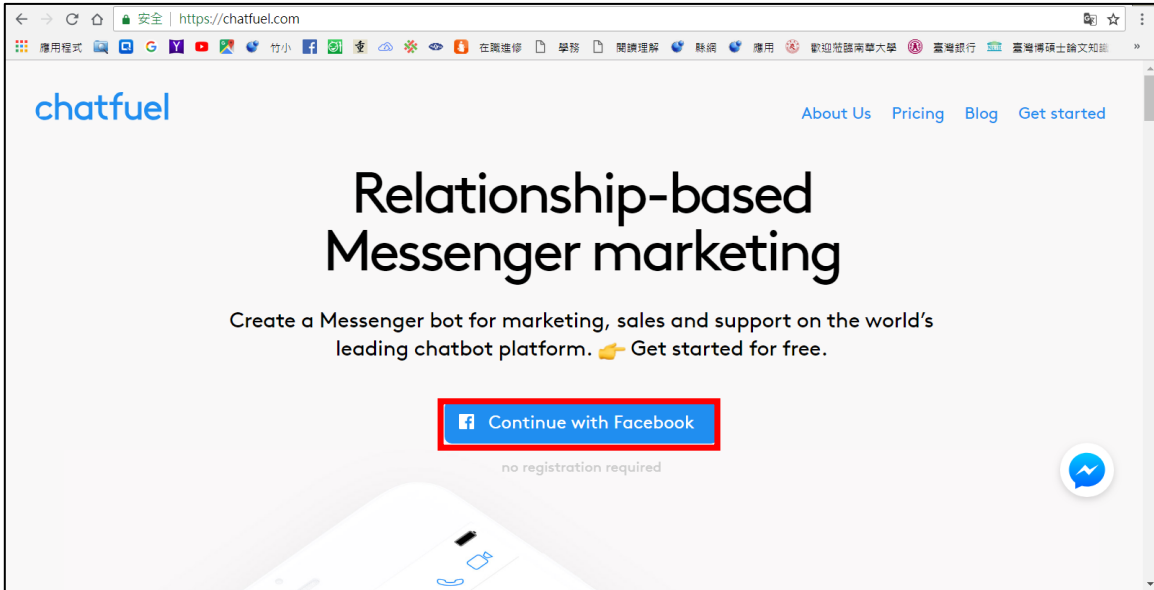 安全 | https://chatfuel.com
應用程式 G Y 竹小 在職進修 學務 閱讀理解 縣網 應用 歡迎蒞臨南華大學 臺灣銀行 臺灣博碩士論文知識 »
chatfuel
About Us Pricing Blog Get started
Relationship-based
Messenger marketing
Create a Messenger bot for marketing, sales and support on the world's
leading chatbot platform. 👉 Get started for free.
Continue with Facebook
no registration required